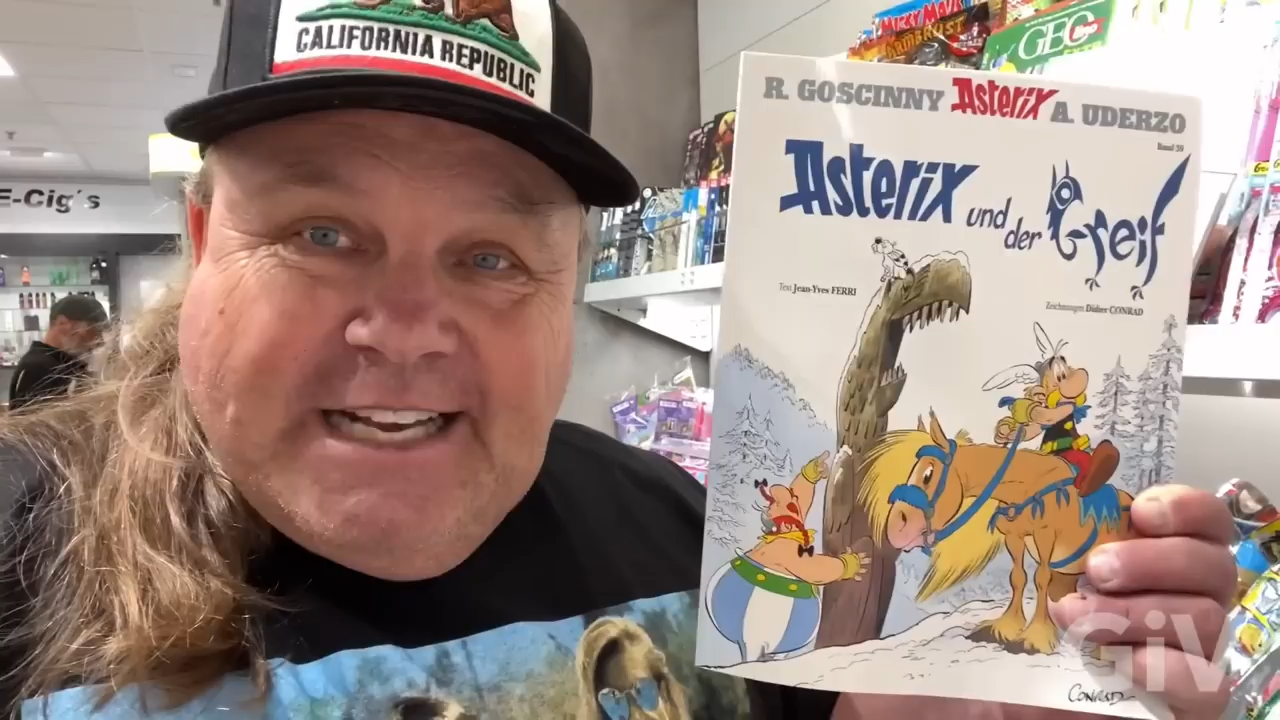 CALIFORNIA REPUBLIC
E-Cig´s
R. GOSCINNY Asterix A. UDERZO
Band 39
Asterix und der Greif
Text Jean-Yves FERRI
Zeichnungen Didier CONRAD
CONRAD
GEO
GiV